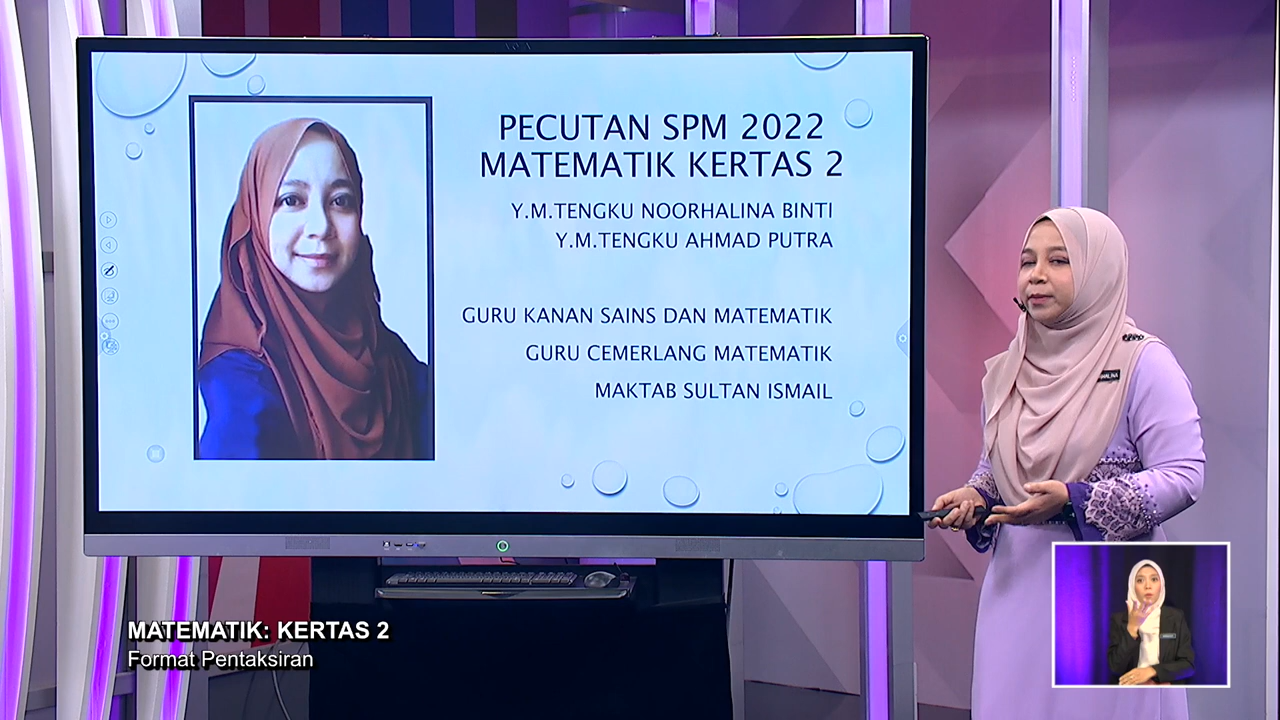 PECUTAN SPM 2022
MATEMATIK KERTAS 2
Y.M.TENGKU NOORHALINA BINTI
Y.M.TENGKU AHMAD PUTRA
GURU KANAN SAINS DAN MATEMATIK
GURU CEMERLANG MATEMATIK
MAKTAB SULTAN ISMAIL
MATEMATIK: KERTAS 2
Format Pentaksiran